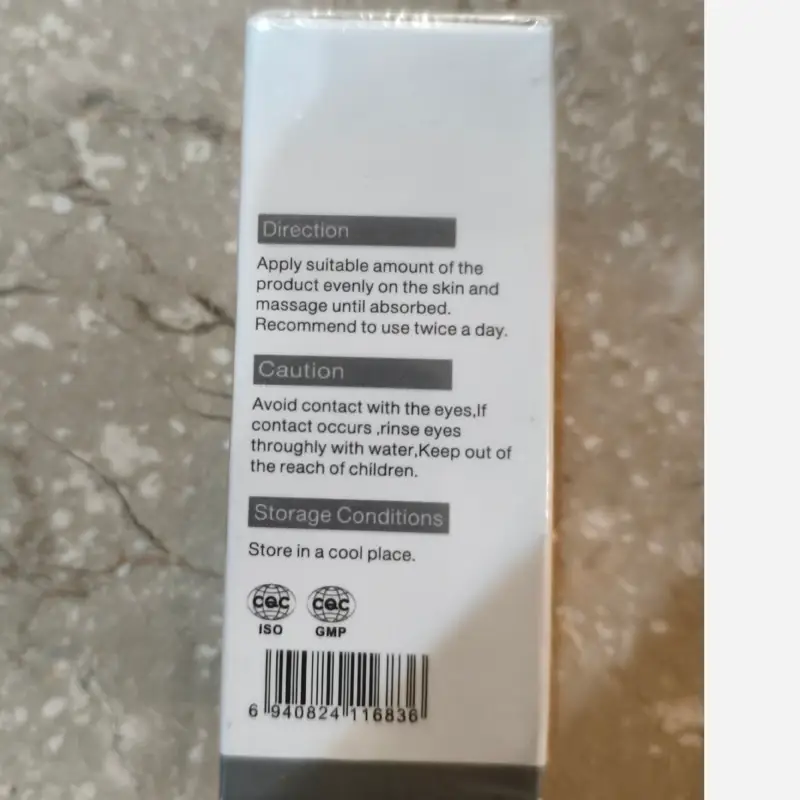 Direction
Apply suitable amount of the
product evenly on the skin and
massage until absorbed.
Recommend to use twice a day.
Caution
Avoid contact with the eyes,If
contact occurs ,rinse eyes
throughly with water,Keep out of
the reach of children.
Storage Conditions
Store in a cool place.
CQC CQC
ISO GMP
6 940824 116836